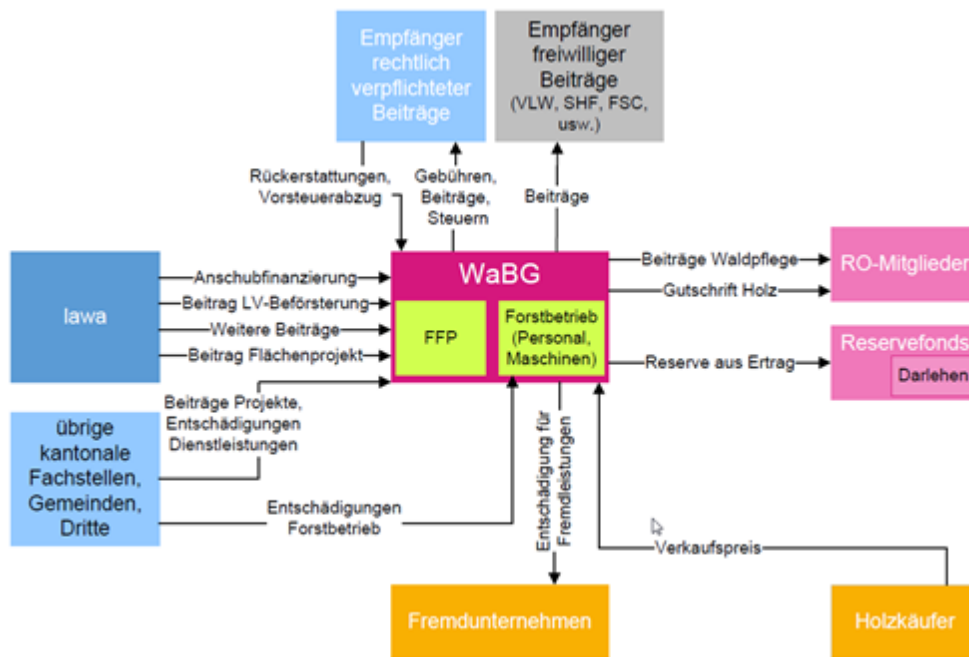 Empfänger
rechtlich
verpflichteter
Beiträge
Empfänger
freiwilliger
Beiträge
(VLW, SHF, FSC,
usw.)
Rückerstattungen,
Vorsteuerabzug
Gebühren,
Beiträge,
Steuern
Beiträge
lawa
Anschubfinanzierung
Beitrag LV-Beförsterung
Weitere Beiträge
Beitrag Flächenprojekt
WaBG
FFP
Forstbetrieb
(Personal,
Maschinen)
Beiträge Waldpflege
Gutschrift Holz
RO-Mitglieder
Reserve aus Ertrag
Reservefonds
Darlehen
übrige
kantonale
Fachstellen,
Gemeinden,
Dritte
Beiträge Projekte,
Entschädigungen
Dienstleistungen
Entschädigungen
Forstbetrieb
Entschädigung für
Fremdleistungen
Verkaufspreis
Fremdunternehmen
Holzkäufer